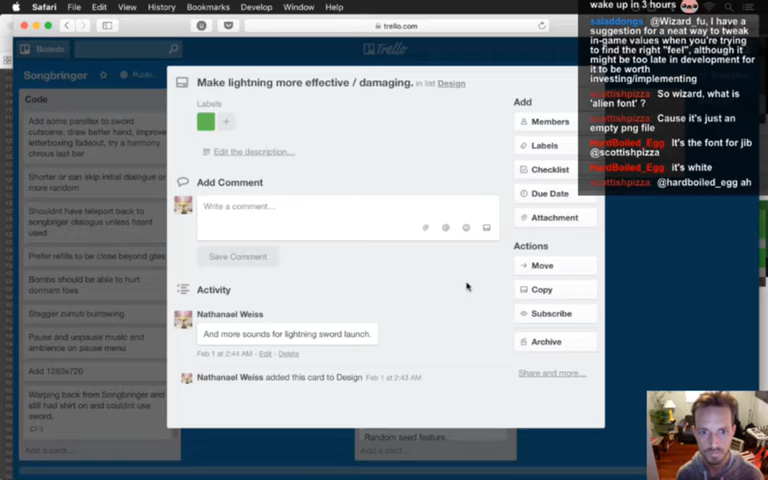 Safari File Edit View History Bookmarks Develop Window Help
trello.com
Boards
Trello
Songbringer
Code
Add some parallax to sword
cutscene, draw better hand, improve
letterboxing fadeout, try a harmony
chrous last bar
Shorter or can skip initial dialogue or
more random
Shouldnt have teleport back to
songbringer dialogue unless hasnt
used
Prefer refills to be close beyond gfes
Bombs should be able to hurt
dormant foes
Stagger zumub burrowing
Pause and unpause music and
ambience on pause menu
Add 1280x720
Warping back from Songbringer and
still had shirt on and couldnt use
sword.
Add a card...
Make lightning more effective / damaging. in list Design
Labels
+
Edit the description...
Add Comment
Write a comment...
Save Comment
Activity
Nathanael Weiss
And more sounds for lightning sword launch.
Feb 1 at 2:44 AM - Edit - Delete
Nathanael Weiss added this card to Design Feb 1 at 2:43 AM
Add
Members
Labels
Checklist
Due Date
Attachment
Actions
Move
Copy
Subscribe
Archive
Share and more...
Random seed feature.
Add a card...
wake up in 3 hours
saladdongs: @Wizard_fu, I have a
suggestion for a neat way to tweak
in-game values when you're trying
to find the right "feel", although it
might be too late in development for
it to be worth
investing/implementing
scottishpizza: So wizard, what is
'alien font' ?
scottishpizza: Cause it's just an
empty png file
HardBoiled_Egg: It's the font for jib
@scottishpizza
HardBoiled_Egg: it's white
scottishpizza: @hardboiled_egg ah